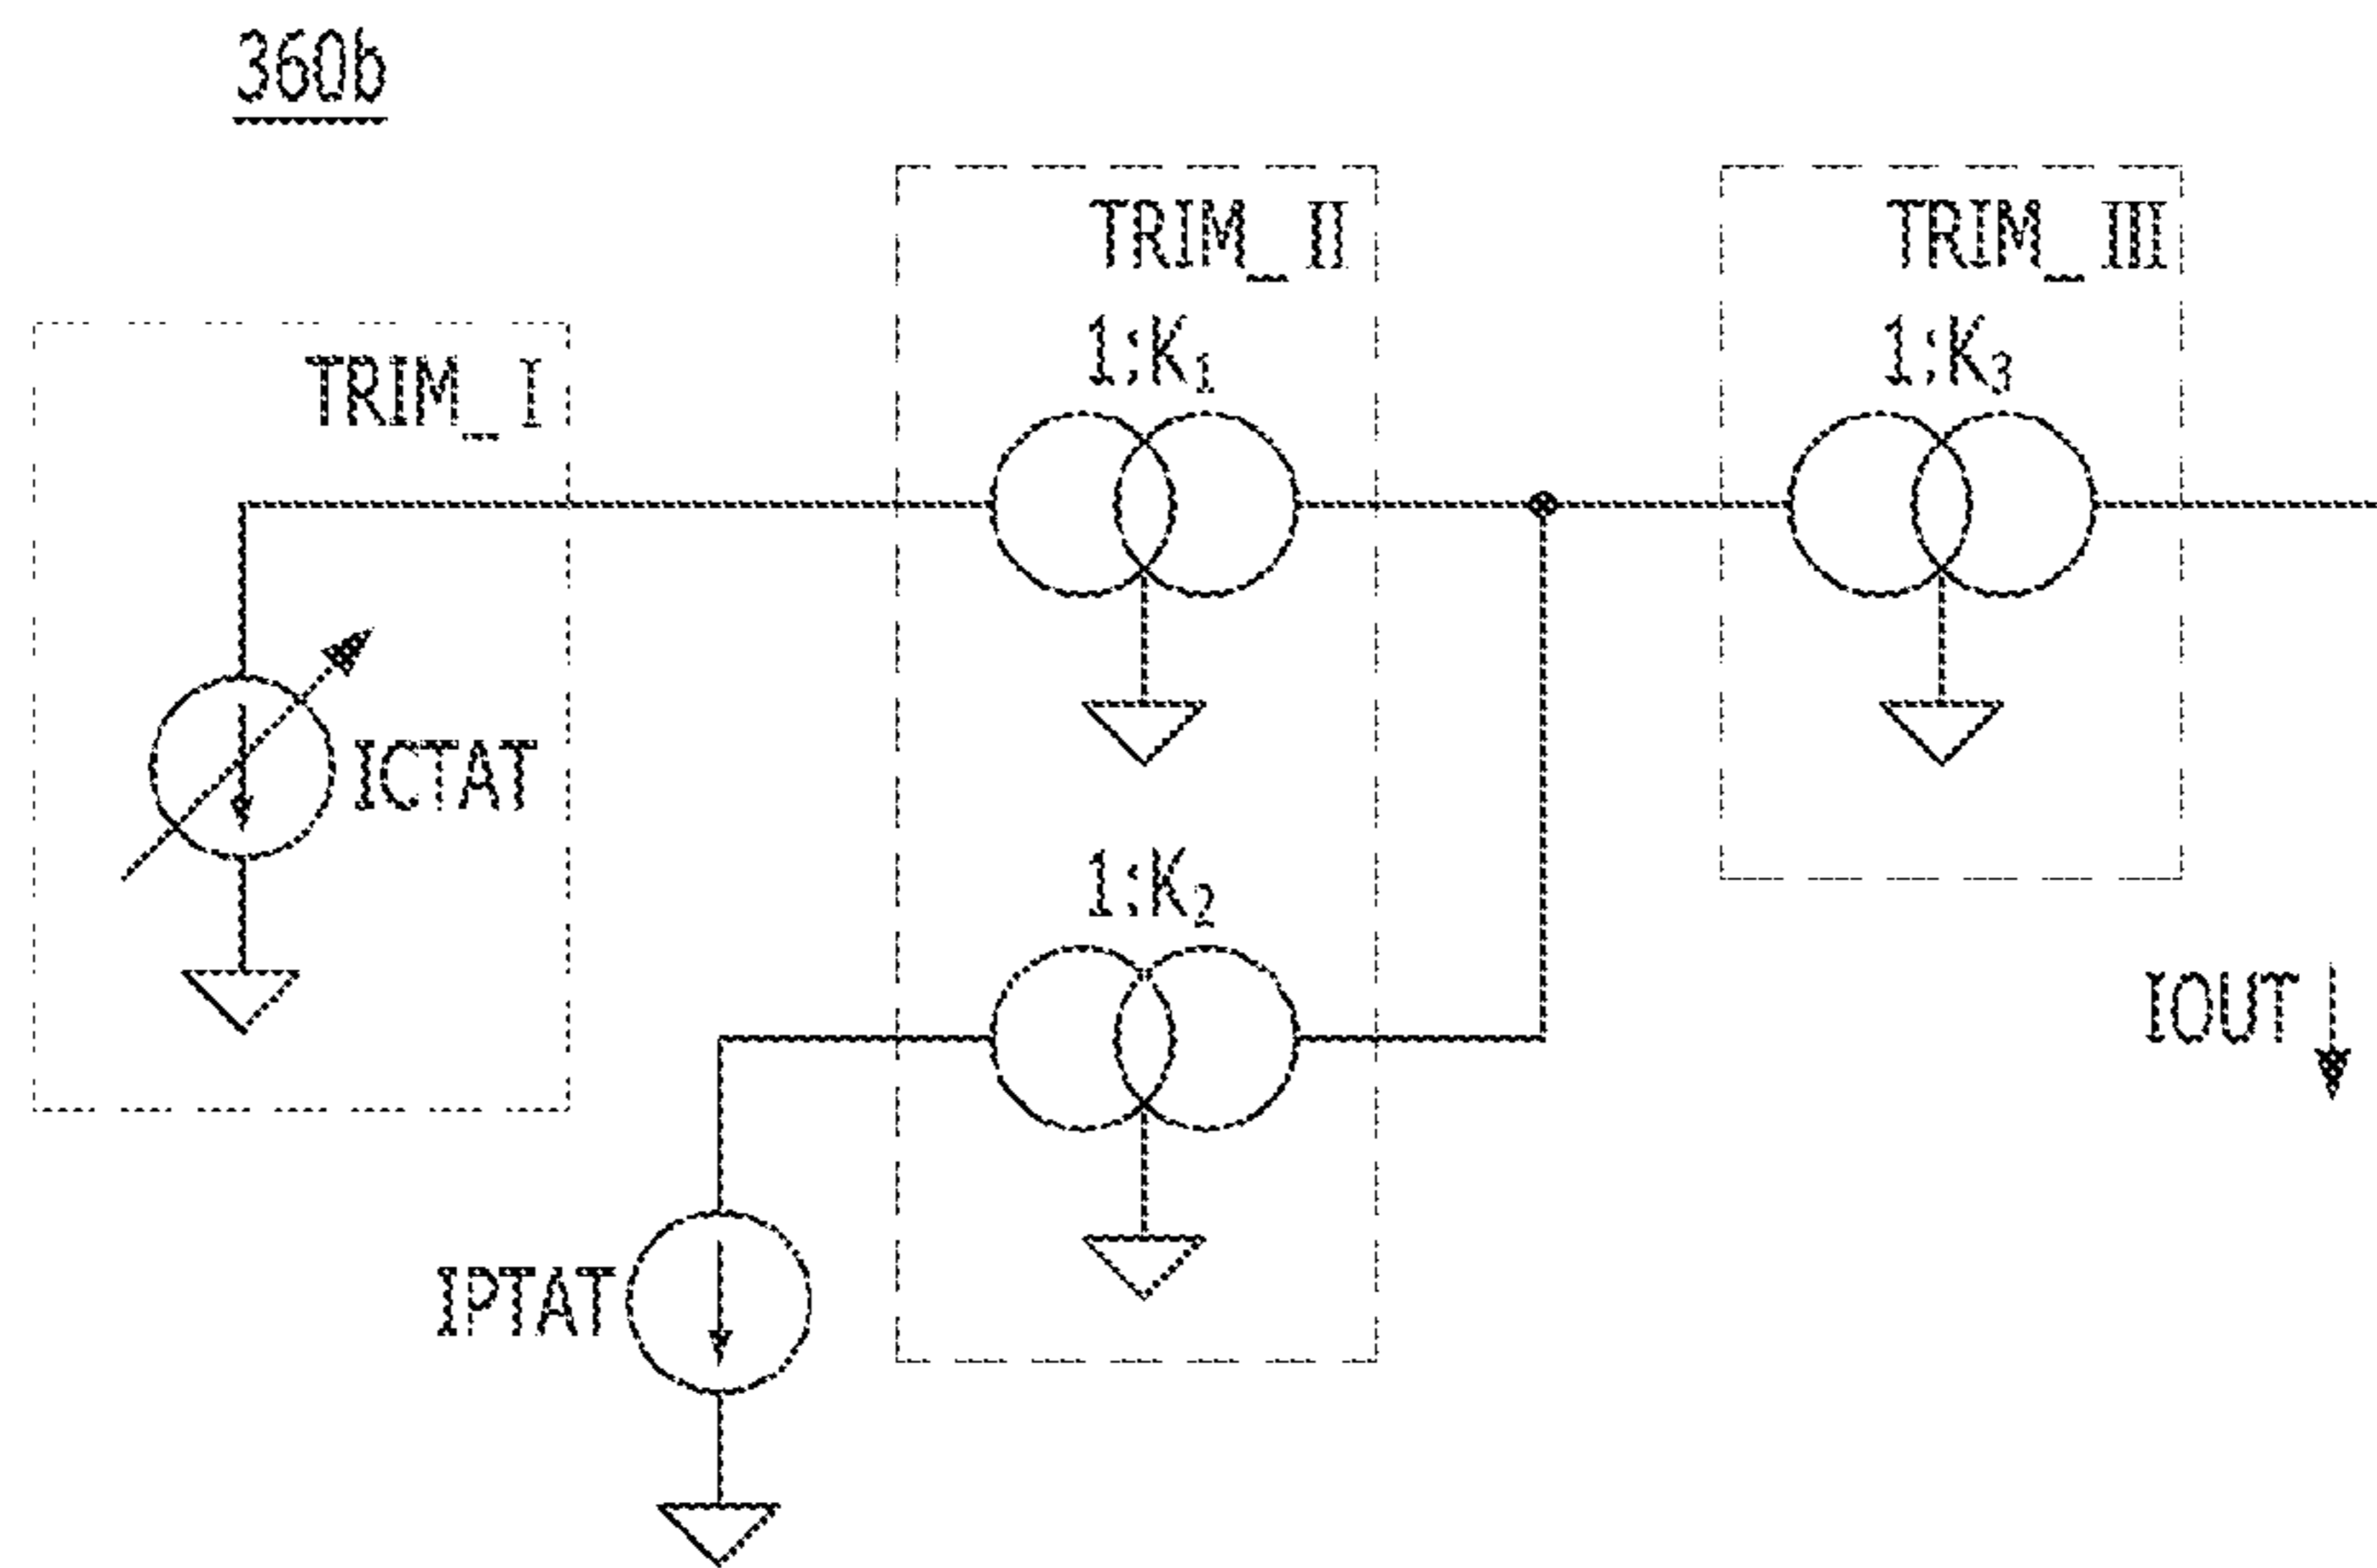 360b
TRIM_II
TRIM_III
1:K₁
1:K₃
TRIM_I
ICTAT
1:K₂
IOUT
IPTAT